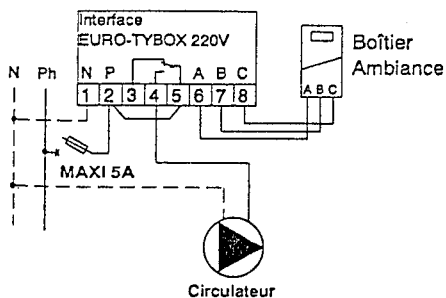 Interface
EURO-TYBOX 220V
N P A B C
1 2 3 4 5 6 7 8
N Ph
MAXI 5A
Boîtier
Ambiance
A B C
Circulateur